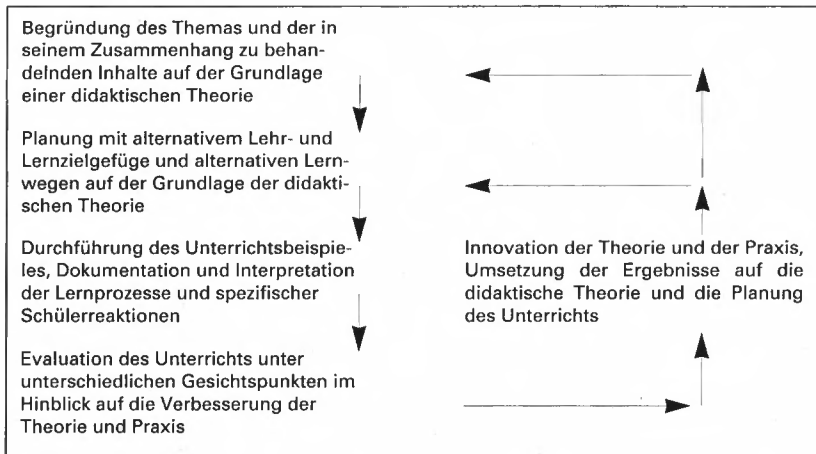 Begründung des Themas und der in
seinem Zusammenhang zu behan-
delnden Inhalte auf der Grundlage
einer didaktischen Theorie
Planung mit alternativem Lehr- und
Lernzielgefüge und alternativen Lern-
wegen auf der Grundlage der didakti-
schen Theorie
Durchführung des Unterrichtsbeispie-
les, Dokumentation und Interpretation
der Lernprozesse und spezifischer
Schülerreaktionen
Evaluation des Unterrichts unter
unterschiedlichen Gesichtspunkten im
Hinblick auf die Verbesserung der
Theorie und Praxis
Innovation der Theorie und der Praxis,
Umsetzung der Ergebnisse auf die
didaktische Theorie und die Planung
des Unterrichts